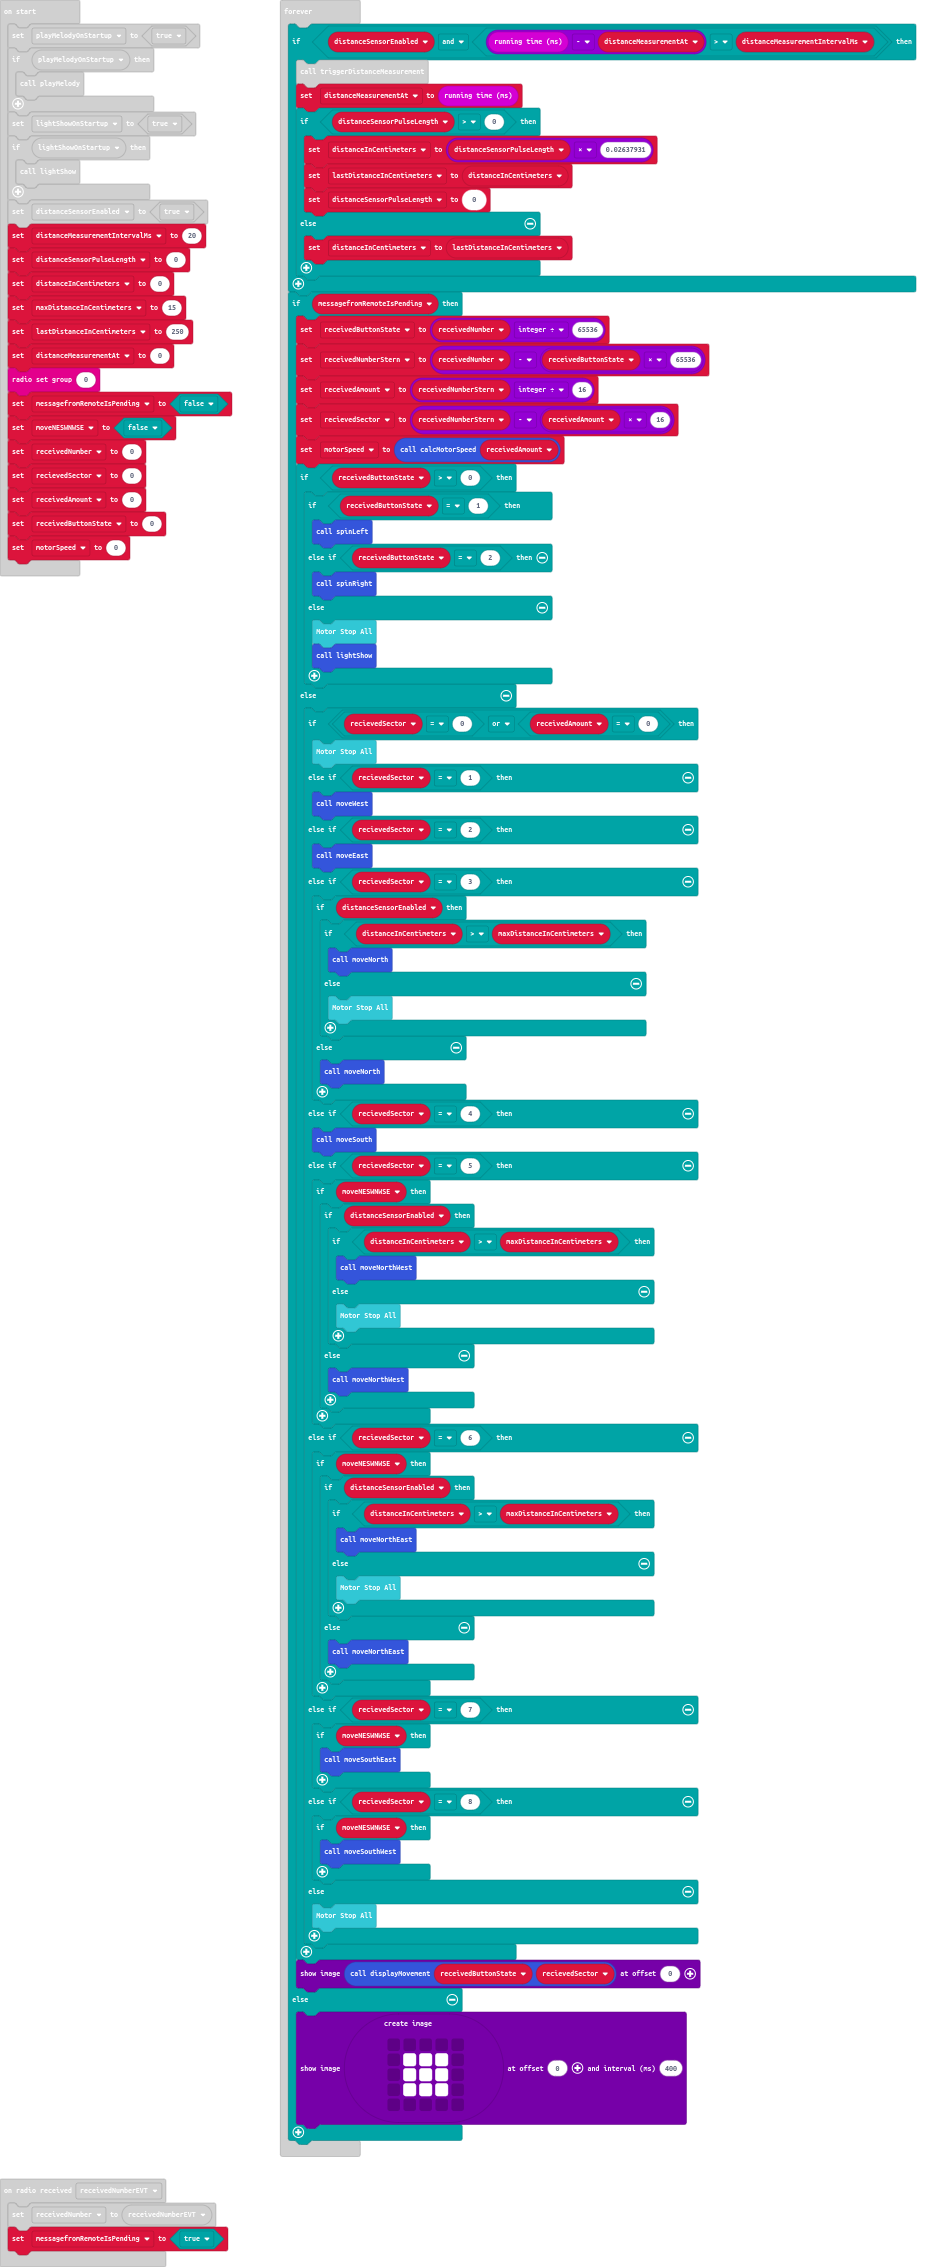 on start
set playMelodyOnStartup to true
if playMelodyOnStartup then
call playMelody
set lightShowOnStartup to true
if lightShowOnStartup then
call lightShow
set distanceSensorEnabled to true
set distanceMeasurementIntervalMs to 20
set distanceSensorPulseLength to 0
set distanceInCentimeters to 0
set maxDistanceInCentimeters to 15
set lastDistanceInCentimeters to 250
set distanceMeasurementAt to 0
radio set group 0
set messagefromRemoteIsPending to false
set moveNESWNWSE to false
set receivedNumber to 0
set recievedSector to 0
set receivedAmount to 0
set receivedButtonState to 0
set motorSpeed to 0
forever
if distanceSensorEnabled and running time (ms) - distanceMeasurementAt > distanceMeasurementIntervalMs then
call triggerDistanceMeasurement
set distanceMeasurementAt to running time (ms)
if distanceSensorPulseLength > 0 then
set distanceInCentimeters to distanceSensorPulseLength × 0.02637931
set lastDistanceInCentimeters to distanceInCentimeters
set distanceSensorPulseLength to 0
else
set distanceInCentimeters to lastDistanceInCentimeters
if messagefromRemoteIsPending then
set receivedButtonState to receivedNumber integer ÷ 65536
set receivedNumberStern to receivedNumber - receivedButtonState × 65536
set receivedAmount to receivedNumberStern integer ÷ 16
set recievedSector to receivedNumberStern - receivedAmount × 16
set motorSpeed to call calcMotorSpeed receivedAmount
if receivedButtonState > 0 then
if receivedButtonState = 1 then
call spinLeft
else if receivedButtonState = 2 then
call spinRight
else
Motor Stop All
call lightShow
else
if recievedSector = 0 or receivedAmount = 0 then
Motor Stop All
else if recievedSector = 1 then
call moveWest
else if recievedSector = 2 then
call moveEast
else if recievedSector = 3 then
if distanceSensorEnabled then
if distanceInCentimeters > maxDistanceInCentimeters then
call moveNorth
else
Motor Stop All
else
call moveNorth
else if recievedSector = 4 then
call moveSouth
else if recievedSector = 5 then
if moveNESWNWSE then
if distanceSensorEnabled then
if distanceInCentimeters > maxDistanceInCentimeters then
call moveNorthWest
else
Motor Stop All
else
call moveNorthWest
else if recievedSector = 6 then
if moveNESWNWSE then
if distanceSensorEnabled then
if distanceInCentimeters > maxDistanceInCentimeters then
call moveNorthEast
else
Motor Stop All
else
call moveNorthEast
else if recievedSector = 7 then
if moveNESWNWSE then
call moveSouthEast
else if recievedSector = 8 then
if moveNESWNWSE then
call moveSouthWest
else
Motor Stop All
show image call displayMovement receivedButtonState recievedSector at offset 0
else
create image
show image at offset 0 and interval (ms) 400
on radio received receivedNumberEVT
set receivedNumber to receivedNumberEVT
set messagefromRemoteIsPending to true